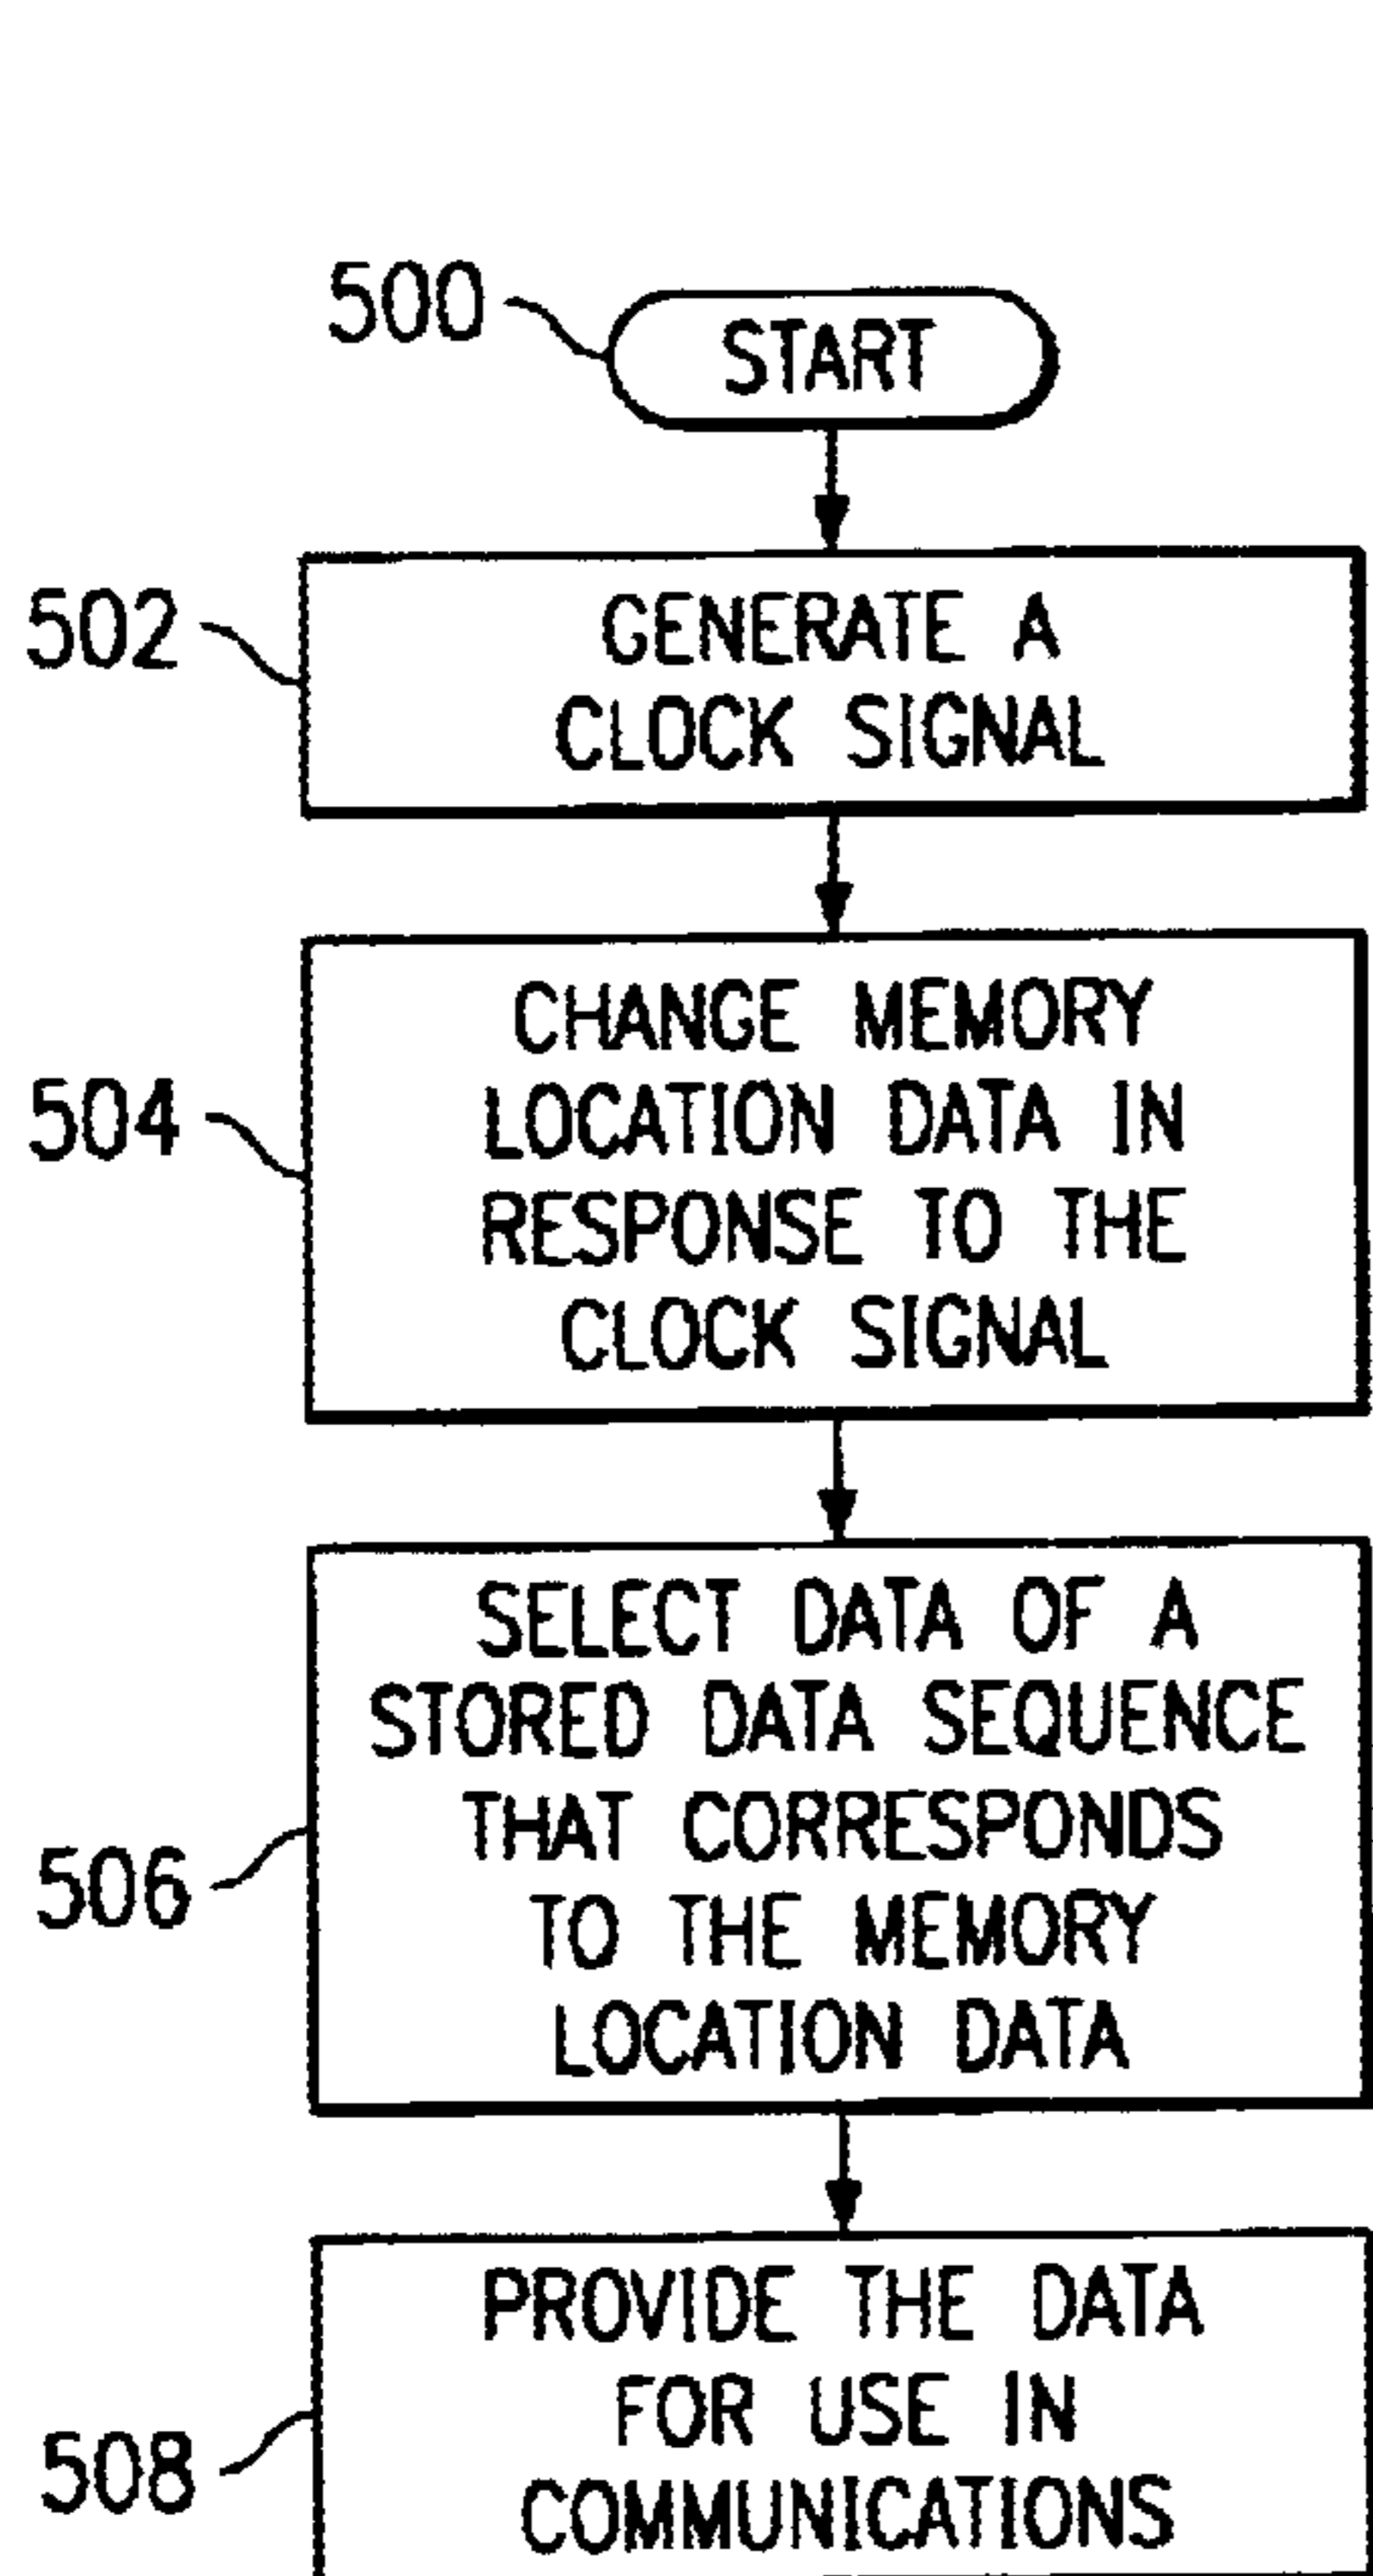 500
START
502
GENERATE A
CLOCK SIGNAL
504
CHANGE MEMORY
LOCATION DATA IN
RESPONSE TO THE
CLOCK SIGNAL
506
SELECT DATA OF A
STORED DATA SEQUENCE
THAT CORRESPONDS
TO THE MEMORY
LOCATION DATA
508
PROVIDE THE DATA
FOR USE IN
COMMUNICATIONS